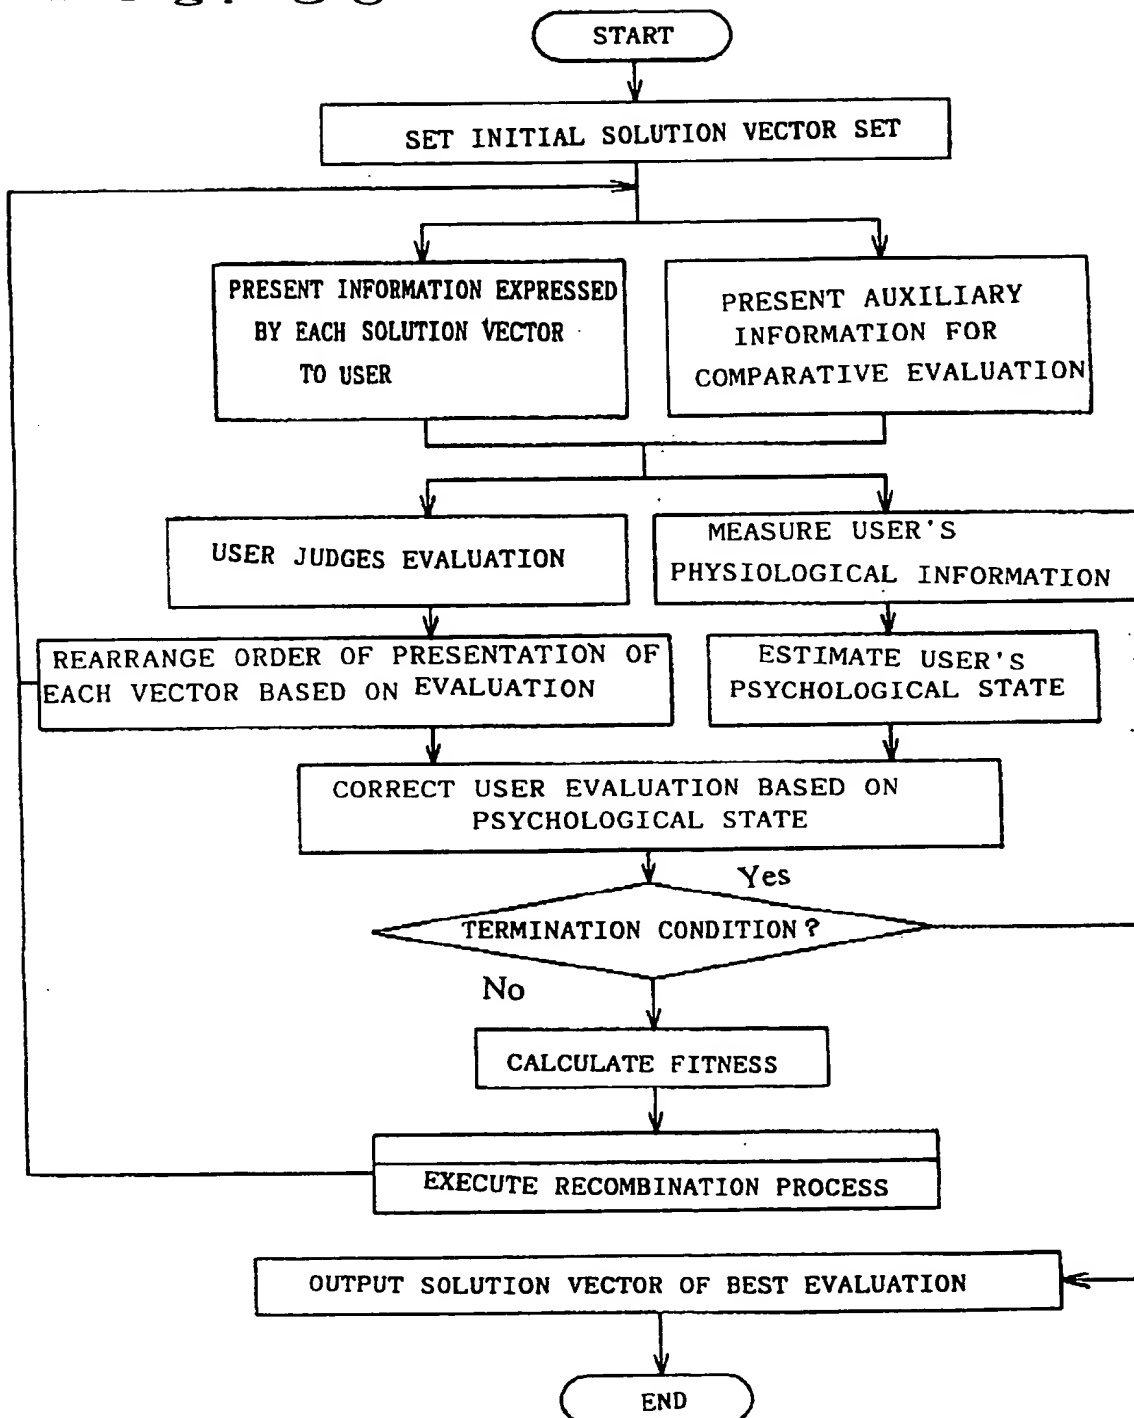 START
SET INITIAL SOLUTION VECTOR SET
PRESENT INFORMATION EXPRESSED
BY EACH SOLUTION VECTOR
TO USER
PRESENT AUXILIARY
INFORMATION FOR
COMPARATIVE EVALUATION
USER JUDGES EVALUATION
MEASURE USER'S
PHYSIOLOGICAL INFORMATION
REARRANGE ORDER OF PRESENTATION OF
EACH VECTOR BASED ON EVALUATION
ESTIMATE USER'S
PSYCHOLOGICAL STATE
CORRECT USER EVALUATION BASED ON
PSYCHOLOGICAL STATE
Yes
TERMINATION CONDITION?
No
CALCULATE FITNESS
EXECUTE RECOMBINATION PROCESS
OUTPUT SOLUTION VECTOR OF BEST EVALUATION
END